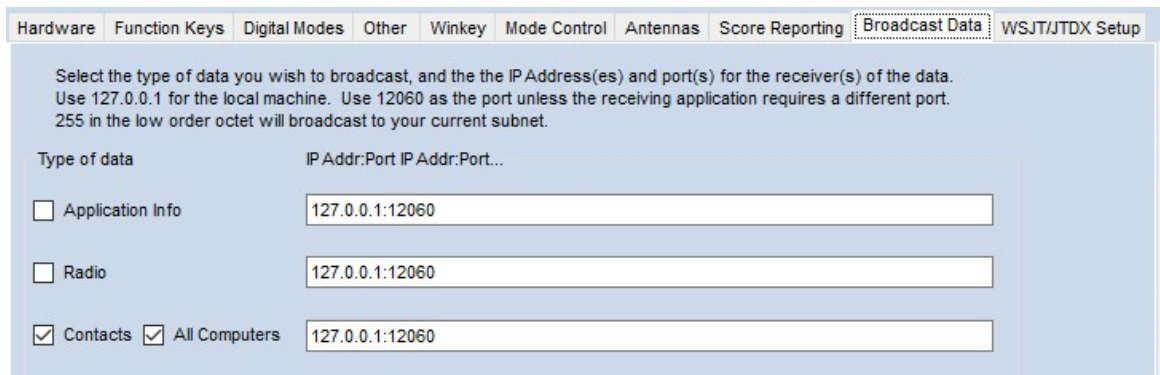 Hardware Function Keys Digital Modes Other Winkey Mode Control Antennas Score Reporting Broadcast Data WSJT/JTDX Setup
Select the type of data you wish to broadcast, and the the IP Address(es) and port(s) for the receiver(s) of the data.
Use 127.0.0.1 for the local machine. Use 12060 as the port unless the receiving application requires a different port.
255 in the low order octet will broadcast to your current subnet.
Type of data IP Addr:Port IP Addr:Port...
Application Info 127.0.0.1:12060
Radio 127.0.0.1:12060
Contacts All Computers 127.0.0.1:12060